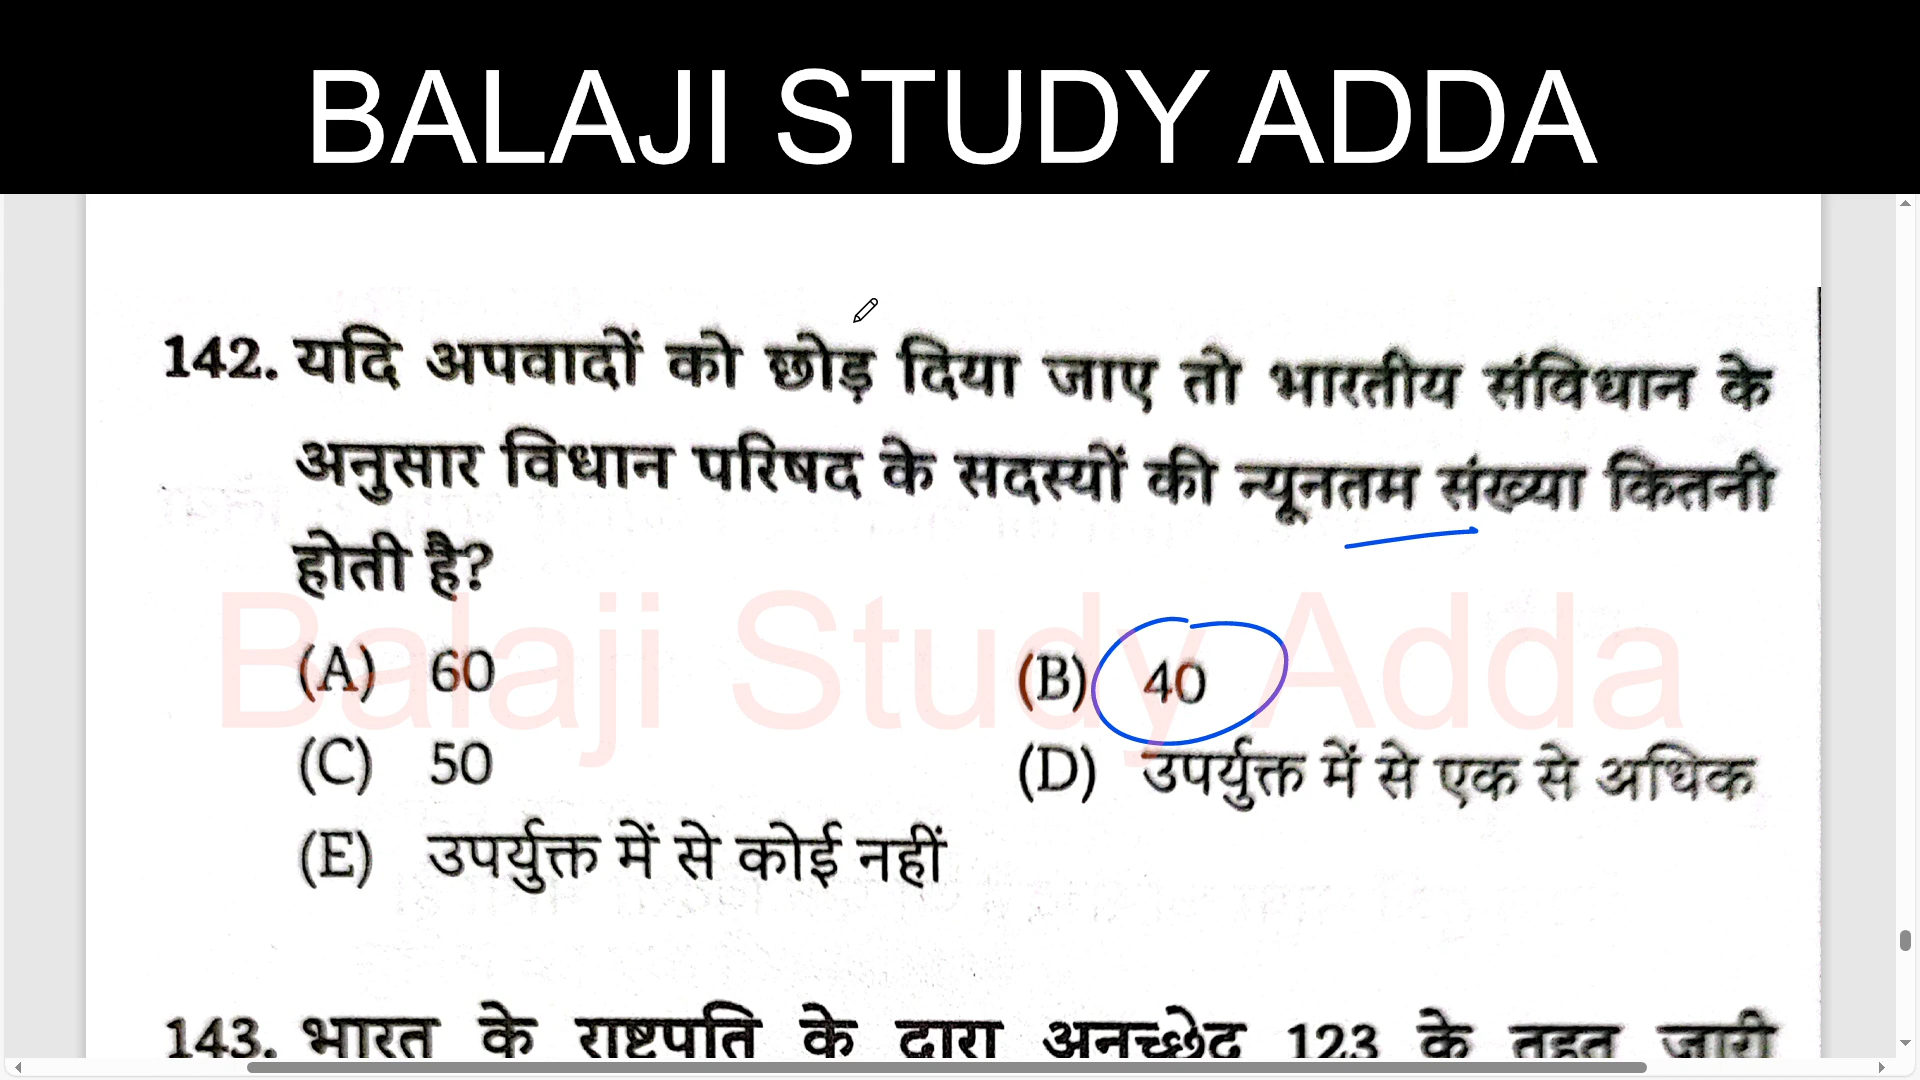 BALAJI STUDY ADDA
142. यदि अपवादों को छोड़ दिया जाए तो भारतीय संविधान के
अनुसार विधान परिषद के सदस्यों की न्यूनतम संख्या कितनी
होती है?
Balaji Study Adda
(A) 60 (B) 40
(C) 50 (D) उपर्युक्त में से एक से अधिक
(E) उपर्युक्त में से कोई नहीं
143. भारत के राष्ट्रपति के द्वारा अनुच्छेद 123 के तहत जारी